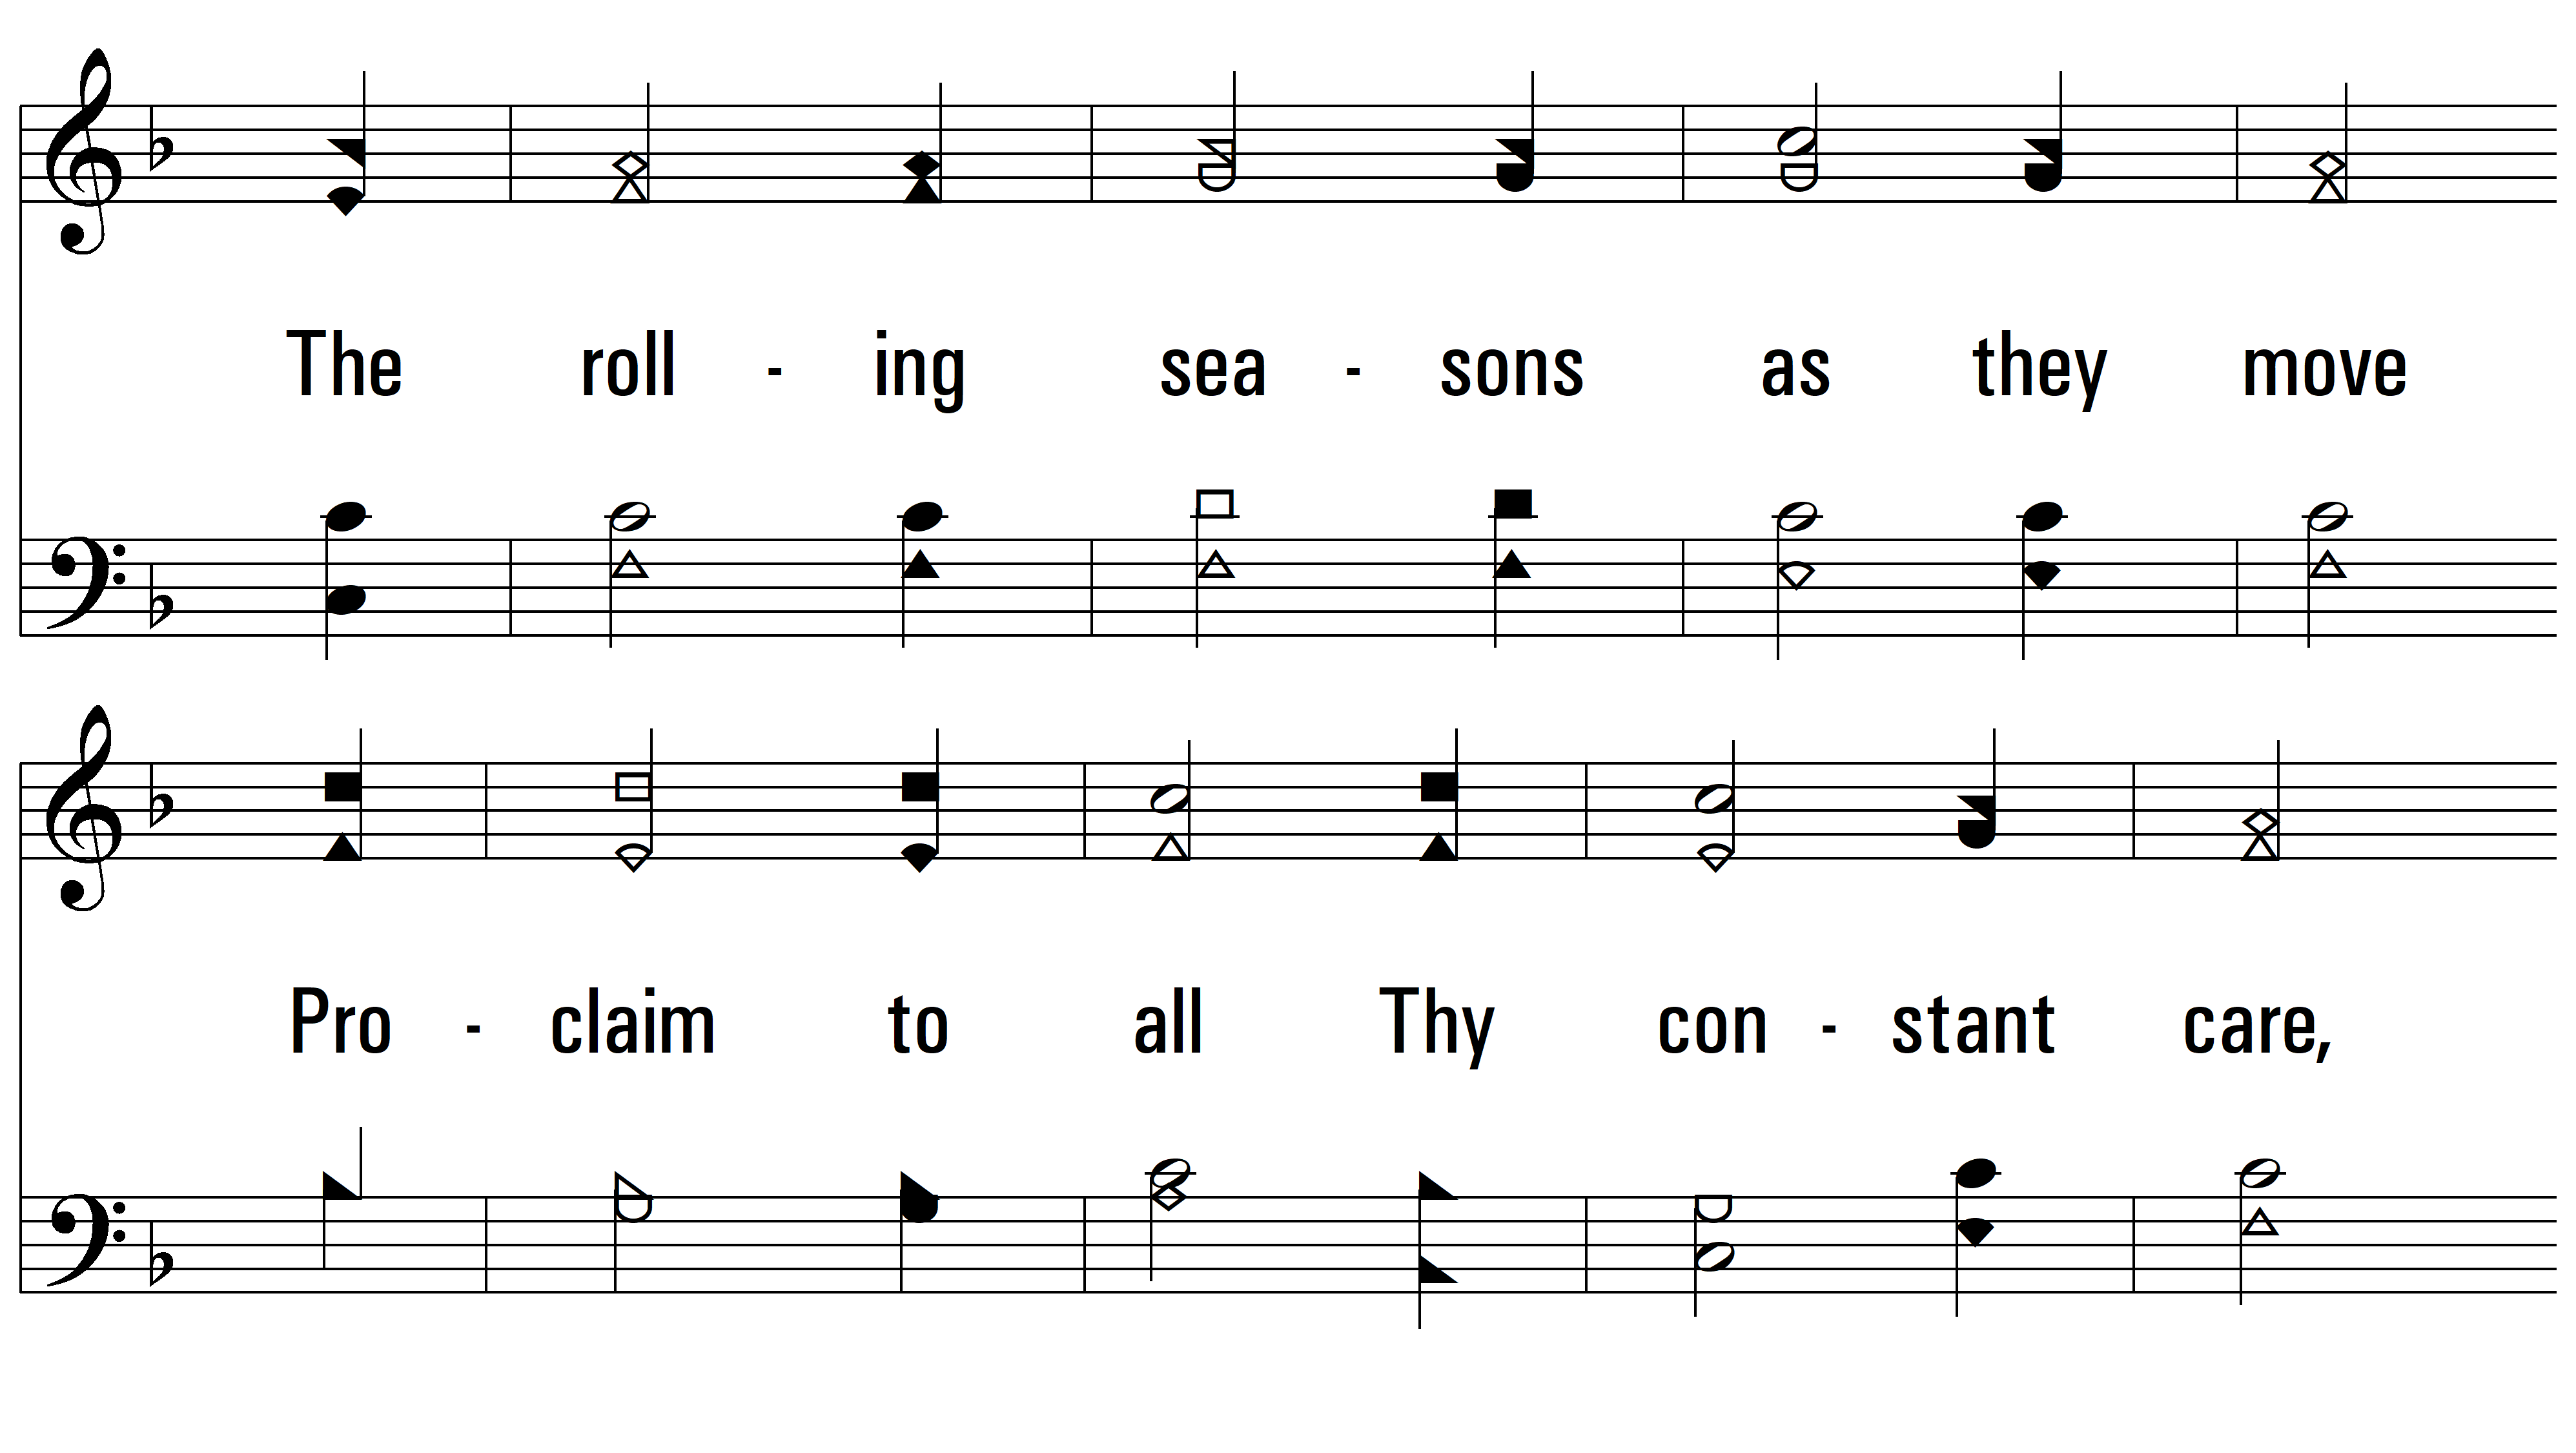 The roll - ing sea - sons as they move
Pro - claim to all Thy con - stant care,